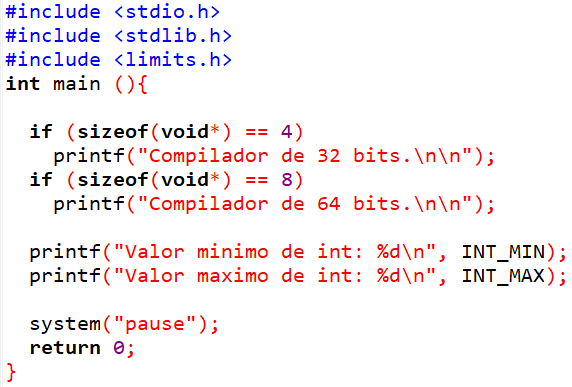 #include <stdio.h>
#include <stdlib.h>
#include <limits.h>
int main (){
if (sizeof(void*) == 4)
printf("Compilador de 32 bits.\n\n");
if (sizeof(void*) == 8)
printf("Compilador de 64 bits.\n\n");
printf("Valor minimo de int: %d\n", INT_MIN);
printf("Valor maximo de int: %d\n", INT_MAX);
system("pause");
return 0;
}